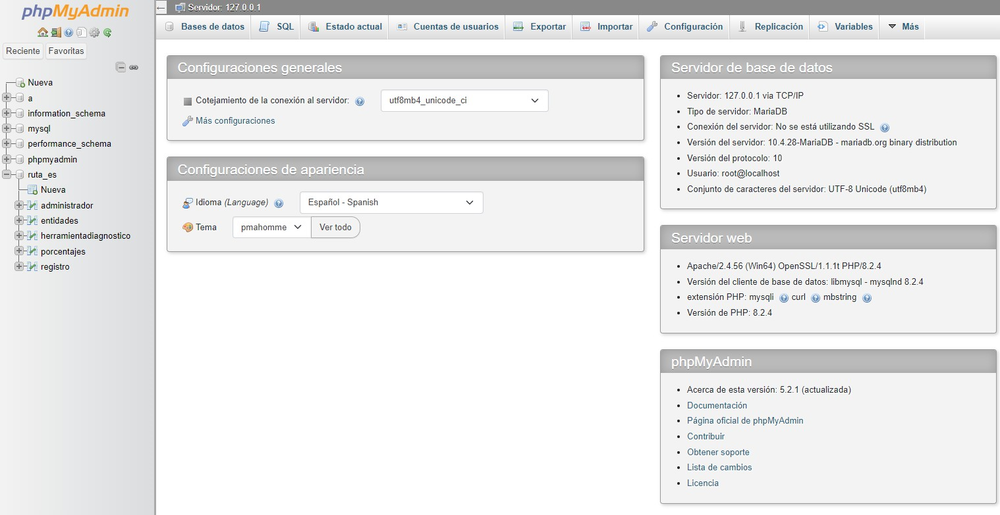 phpMyAdmin
Reciente Favoritas
Nueva
a
information_schema
mysql
performance_schema
phpmyadmin
ruta_es
Nueva
administrador
entidades
herramientadiagnostico
porcentajes
registro
Servidor: 127.0.0.1
Bases de datos SQL Estado actual Cuentas de usuarios Exportar Importar Configuración Replicación Variables Más
Configuraciones generales
Cotejamiento de la conexión al servidor: utf8mb4_unicode_ci
Más configuraciones
Configuraciones de apariencia
Idioma (Language) Español - Spanish
Tema pmahomme Ver todo
Servidor de base de datos
Servidor: 127.0.0.1 via TCP/IP
Tipo de servidor: MariaDB
Conexión del servidor: No se está utilizando SSL
Versión del servidor: 10.4.28-MariaDB - mariadb.org binary distribution
Versión del protocolo: 10
Usuario: root@localhost
Conjunto de caracteres del servidor: UTF-8 Unicode (utf8mb4)
Servidor web
Apache/2.4.56 (Win64) OpenSSL/1.1.1t PHP/8.2.4
Versión del cliente de base de datos: libmysql - mysqlnd 8.2.4
extensión PHP: mysqli curl mbstring
Versión de PHP: 8.2.4
phpMyAdmin
Acerca de esta versión: 5.2.1 (actualizada)
Documentación
Página oficial de phpMyAdmin
Contribuir
Obtener soporte
Lista de cambios
Licencia